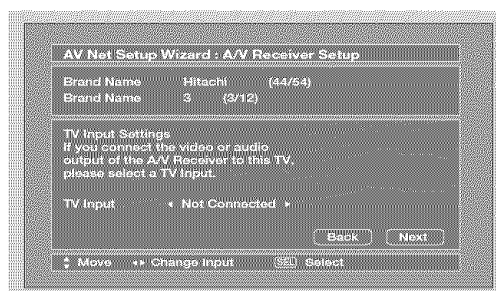 AV Net Setup Wizard : A/V Receiver Setup
Brand Name Hitachi (44/54)
Brand Name 3 (3/12)
TV Input Settings
If you connect the video or audio
output of the A/V Receiver to this TV,
please select a TV Input.
TV Input Not Connected
Back Next
Move Change Input SEL Select